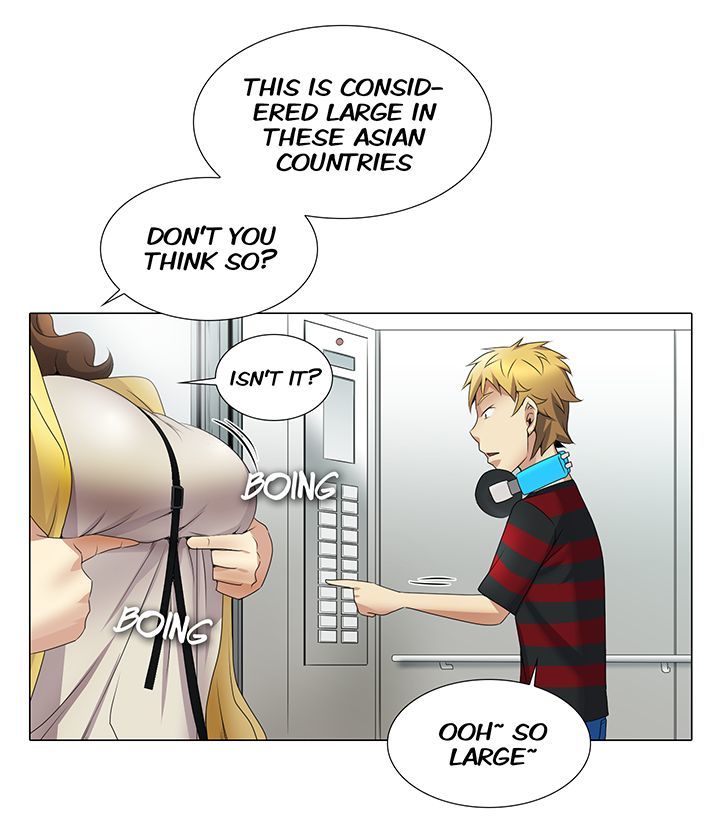 THIS IS CONSID-
ERED LARGE IN
THESE ASIAN
COUNTRIES
DON'T YOU
THINK SO?
ISN'T IT?
BOING
BOING
OOH~ SO
LARGE~